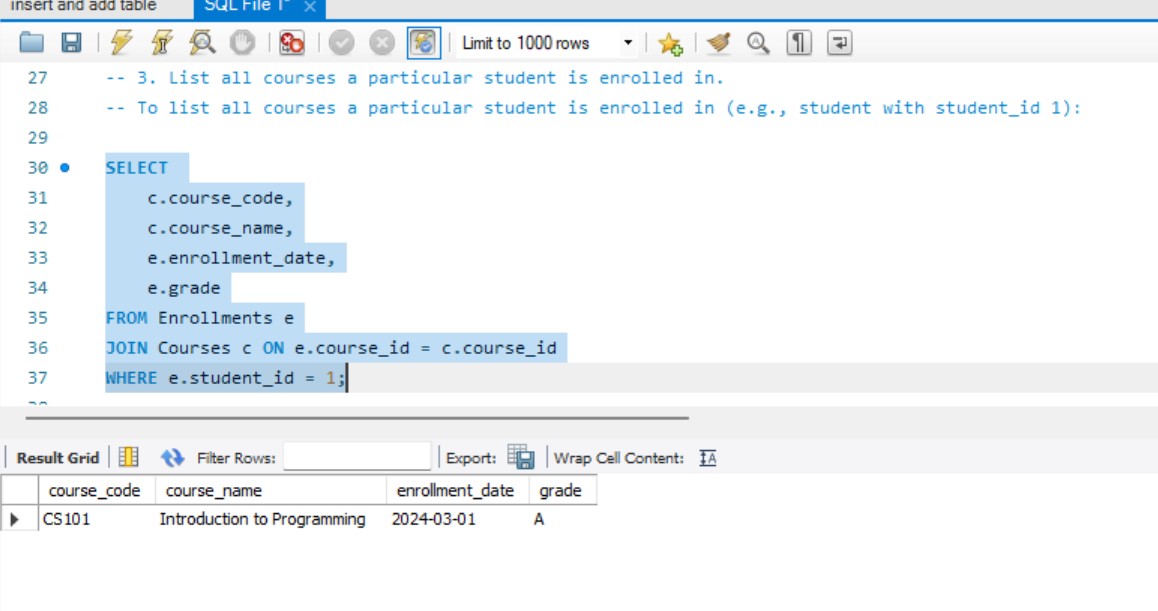 insert and add table
SQL File 1*
Limit to 1000 rows
27 -- 3. List all courses a particular student is enrolled in.
28 -- To list all courses a particular student is enrolled in (e.g., student with student_id 1):
29
30 SELECT
31 c.course_code,
32 c.course_name,
33 e.enrollment_date,
34 e.grade
35 FROM Enrollments e
36 JOIN Courses c ON e.course_id = c.course_id
37 WHERE e.student_id = 1;
Result Grid Filter Rows: Export: Wrap Cell Content:
course_code course_name enrollment_date grade
CS101 Introduction to Programming 2024-03-01 A